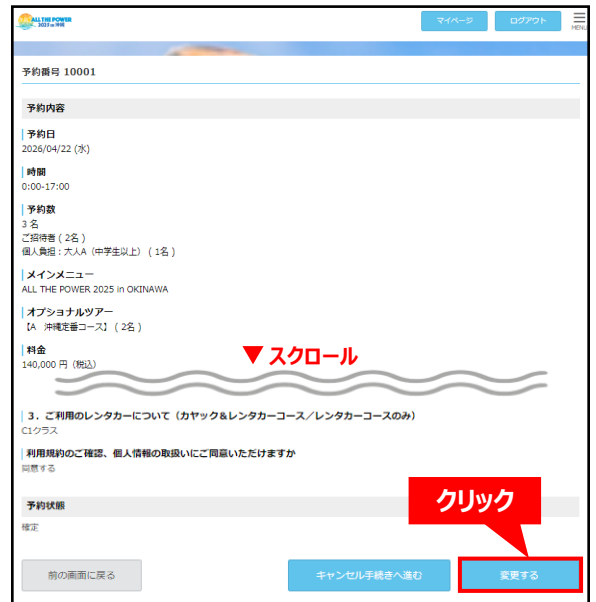 ALL THE POWER
2025 in 沖縄
マイページ
ログアウト
MENU
予約番号 10001
予約内容
予約日
2026/04/22 (水)
時間
0:00-17:00
予約数
3 名
ご招待者 ( 2名 )
個人負担：大人A（中学生以上） ( 1名 )
メインメニュー
ALL THE POWER 2025 in OKINAWA
オプショナルツアー
【A　沖縄定番コース】 ( 2名 )
料金
140,000 円（税込）
▼ スクロール
3．ご利用のレンタカーについて（カヤック＆レンタカーコース／レンタカーコースのみ）
C1クラス
利用規約のご確認、個人情報の取扱いにご同意いただけますか
同意する
予約状態
確定
クリック
前の画面に戻る
キャンセル手続きへ進む
変更する